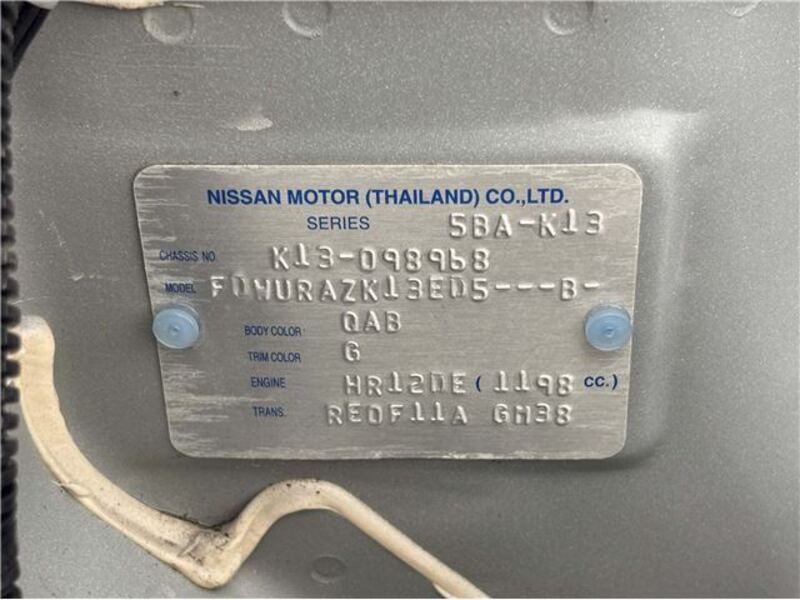 NISSAN MOTOR (THAILAND) CO.,LTD.
SERIES 5BA-K13
CHASSIS NO. K13-098968
MODEL FDWURAZK13ED5---B-
BODY COLOR QAB
TRIM COLOR G
ENGINE HR12DE ( 1198 CC. )
TRANS. RE0F11A GM38